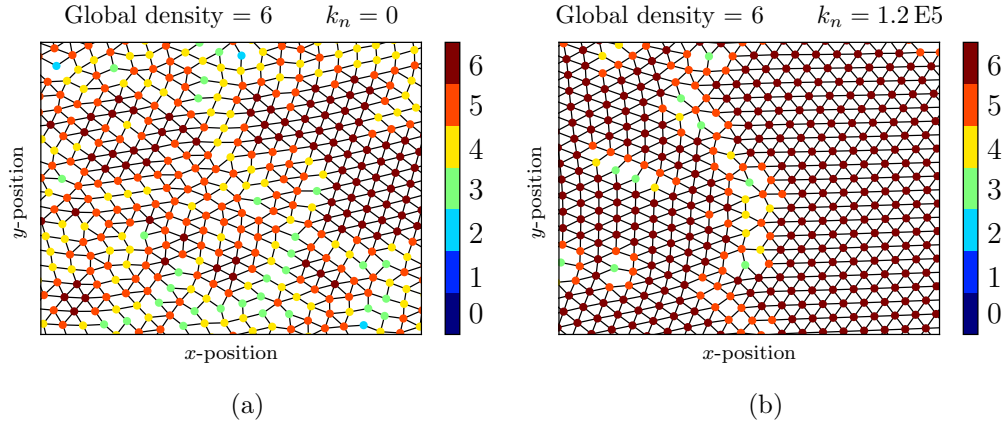 Global density = 6 k_n = 0
6
5
4
3
2
1
0
y-position
x-position
(a)
Global density = 6 k_n = 1.2 E5
6
5
4
3
2
1
0
y-position
x-position
(b)